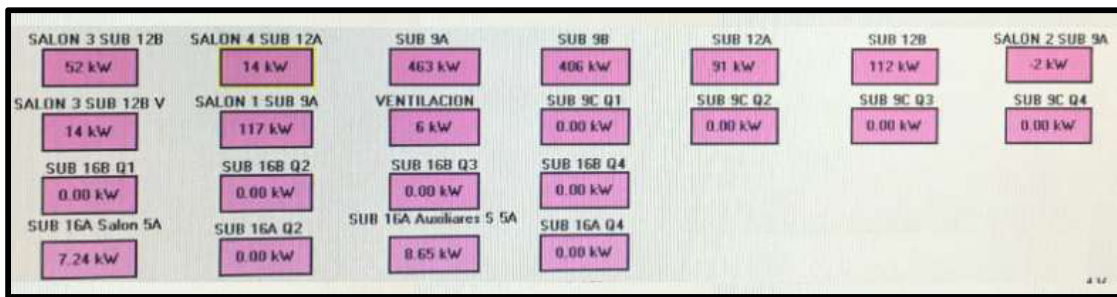 SALON 3 SUB 12B SALON 4 SUB 12A SUB 9A SUB 9B SUB 12A SUB 12B SALON 2 SUB 9A
52 kW 14 kW 463 kW 406 kW 91 kW 112 kW -2 kW
SALON 3 SUB 12B V SALON 1 SUB 9A VENTILACION SUB 9C Q1 SUB 9C Q2 SUB 9C Q3 SUB 9C Q4
14 kW 117 kW 6 kW 0.00 kW 0.00 kW 0.00 kW 0.00 kW
SUB 16B Q1 SUB 16B Q2 SUB 16B Q3 SUB 16B Q4
0.00 kW 0.00 kW 0.00 kW 0.00 kW
SUB 16A Salon 5A SUB 16A Q2 SUB 16A Auxiliares S 5A SUB 16A Q4
7.24 kW 0.00 kW 8.65 kW 0.00 kW